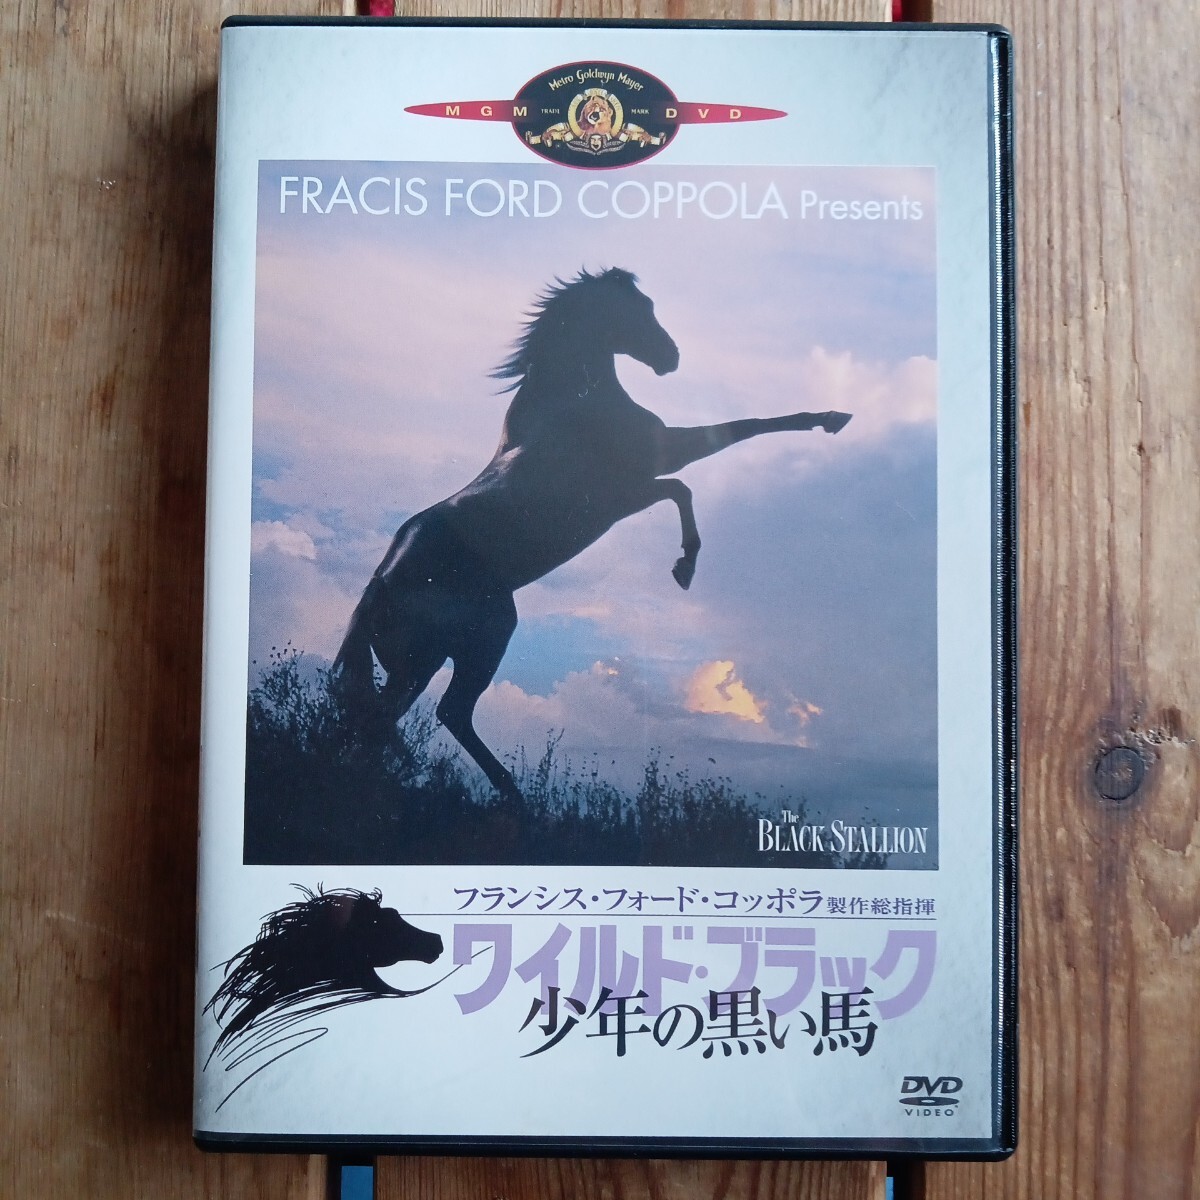 Metro Goldwyn Mayer
MGM TRADE MARK DVD
FRACIS FORD COPPOLA Presents
The
BLACK STALLION
フランシス・フォード・コッポラ 製作総指揮
ワイルド・ブラック
少年の黒い馬
DVD
VIDEO